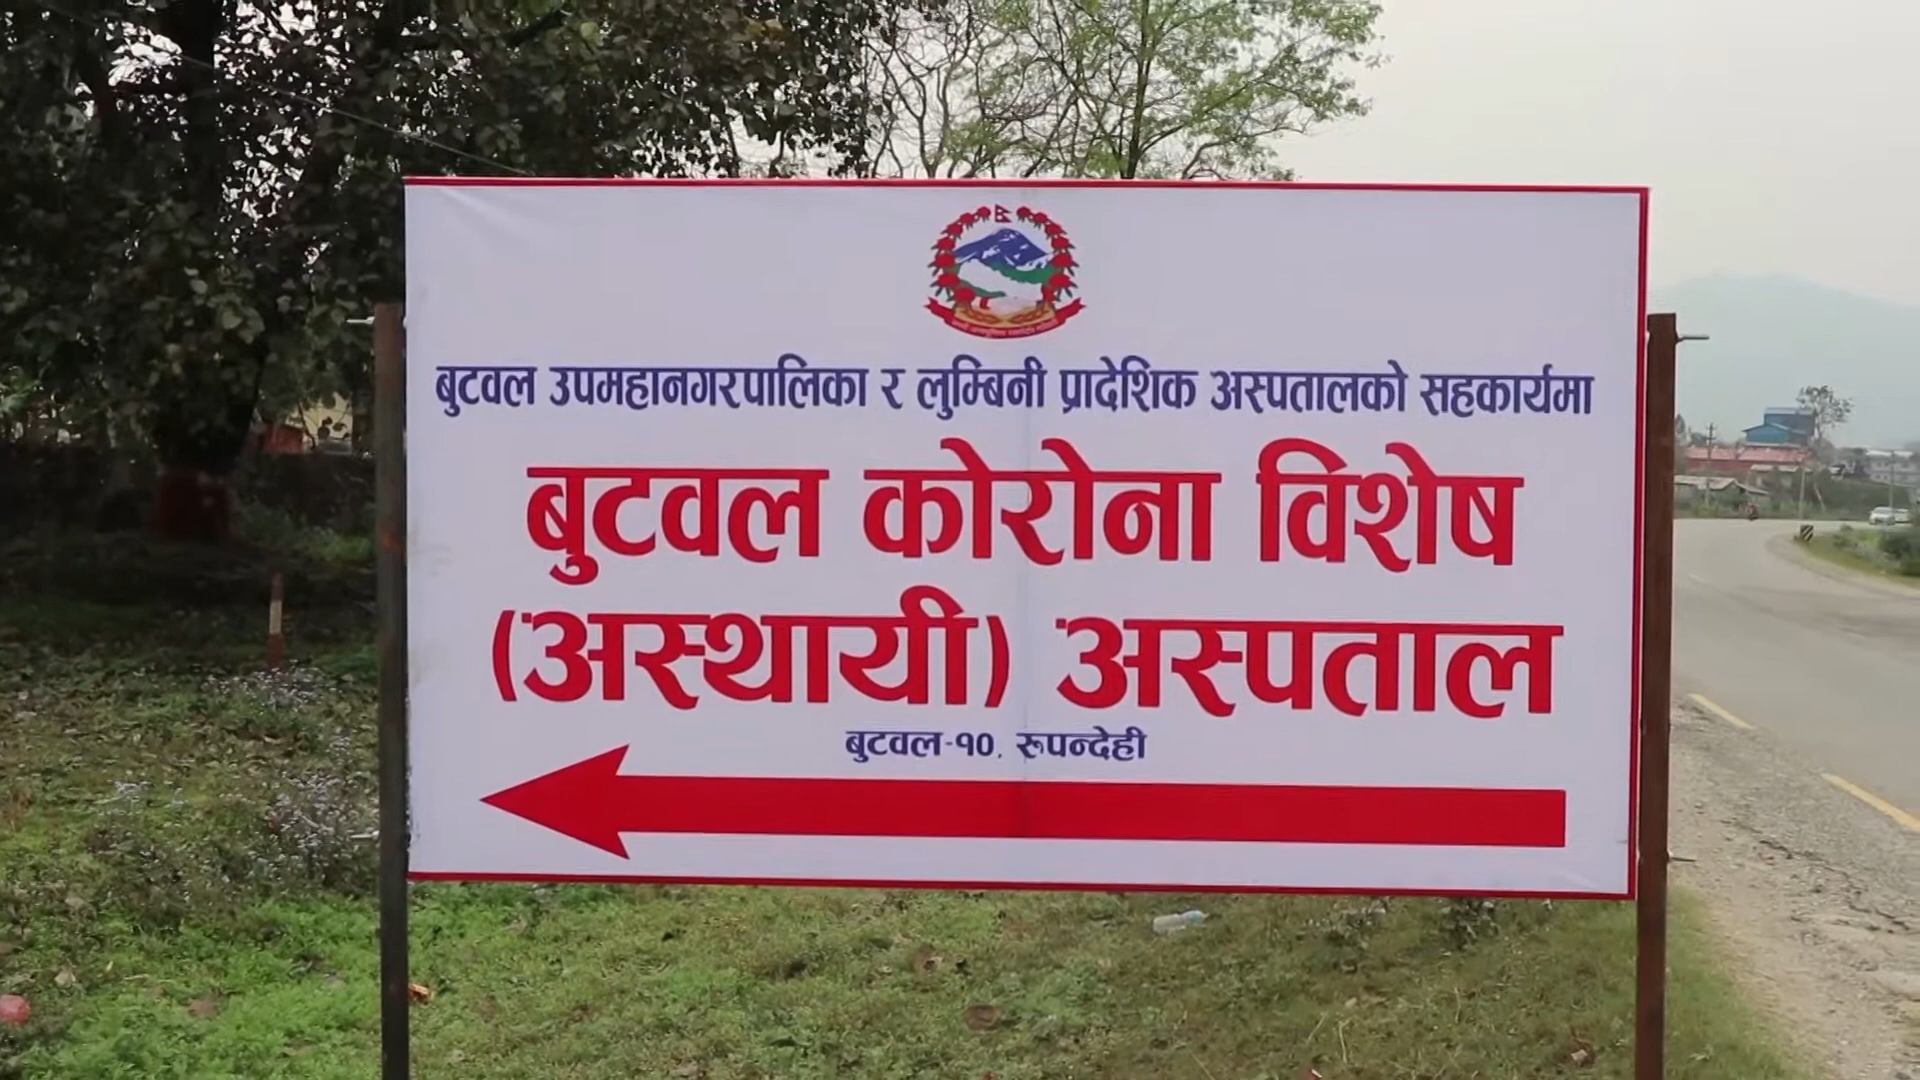 बुटवल उपमहानगरपालिका र लुम्बिनी प्रादेशिक अस्पतालको सहकार्यमा
बुटवल कोरोना विशेष
(अस्थायी) अस्पताल
बुटवल-१०, रुपन्देही